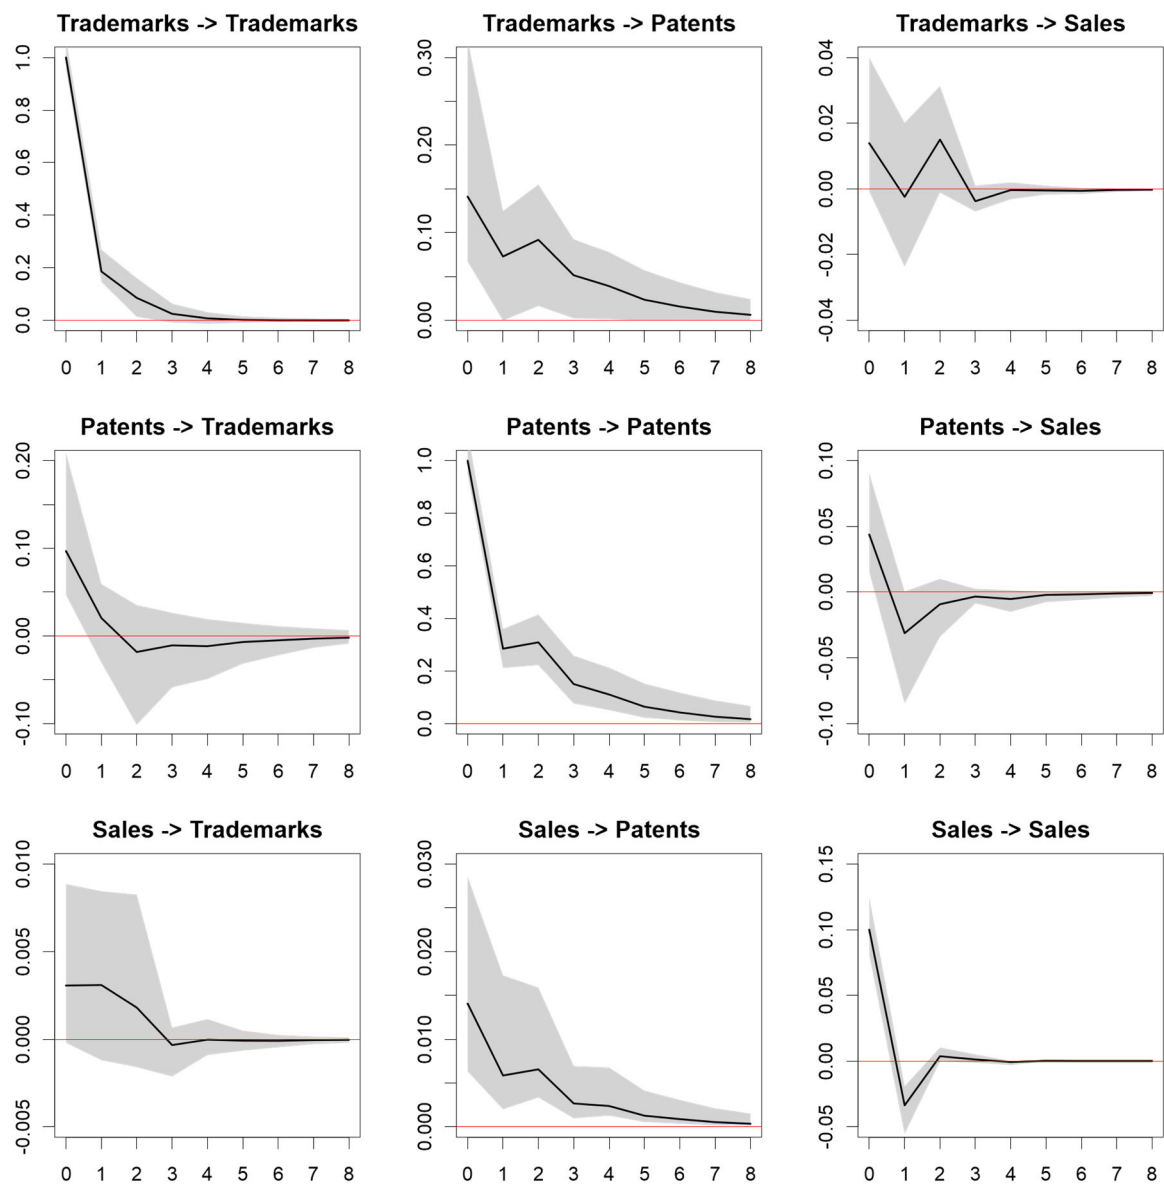 Trademarks -> Trademarks
0.0 0.2 0.4 0.6 0.8 1.0
0 1 2 3 4 5 6 7 8
Trademarks -> Patents
0.00 0.10 0.20 0.30
0 1 2 3 4 5 6 7 8
Trademarks -> Sales
-0.04 -0.02 0.00 0.02 0.04
0 1 2 3 4 5 6 7 8
Patents -> Trademarks
-0.10 0.00 0.10 0.20
0 1 2 3 4 5 6 7 8
Patents -> Patents
0.0 0.2 0.4 0.6 0.8 1.0
0 1 2 3 4 5 6 7 8
Patents -> Sales
-0.10 -0.05 0.00 0.05 0.10
0 1 2 3 4 5 6 7 8
Sales -> Trademarks
-0.005 0.000 0.005 0.010
0 1 2 3 4 5 6 7 8
Sales -> Patents
0.000 0.010 0.020 0.030
0 1 2 3 4 5 6 7 8
Sales -> Sales
-0.05 0.00 0.05 0.10 0.15
0 1 2 3 4 5 6 7 8